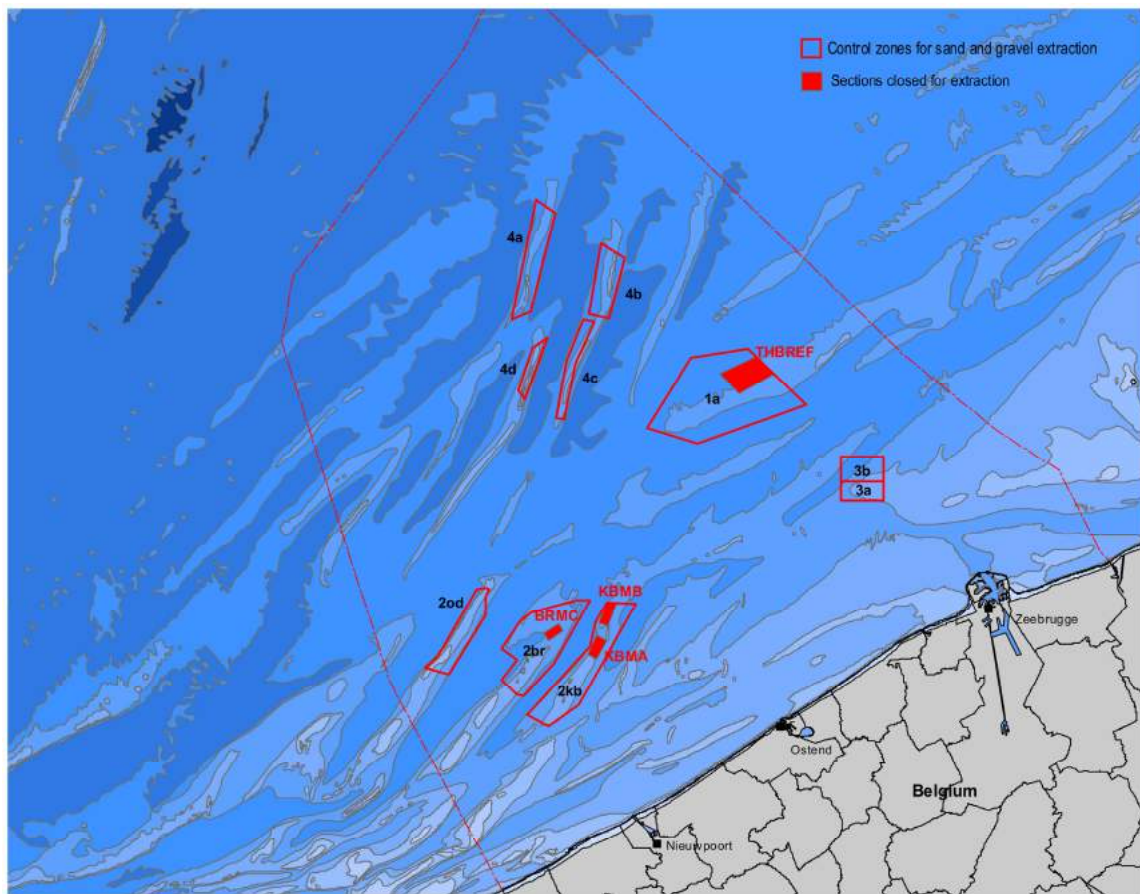 Control zones for sand and gravel extraction
Sections closed for extraction
4a
4b
4d
4c
THBREF
1a
3b
3a
2od
KBMB
BRMC
2br
KBMA
2kb
Zeebrugge
Ostend
Belgium
Nieuwpoort